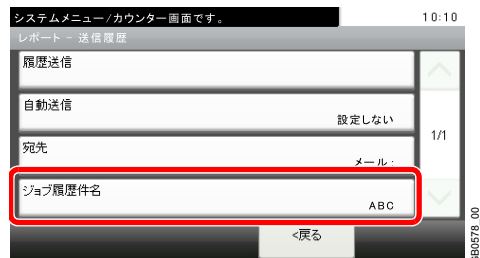 システムメニュー/カウンター画面です。
10:10
レポート - 送信履歴
履歴送信
自動送信
設定しない
1/1
宛先
メール :
ジョブ履歴件名
ABC
<戻る